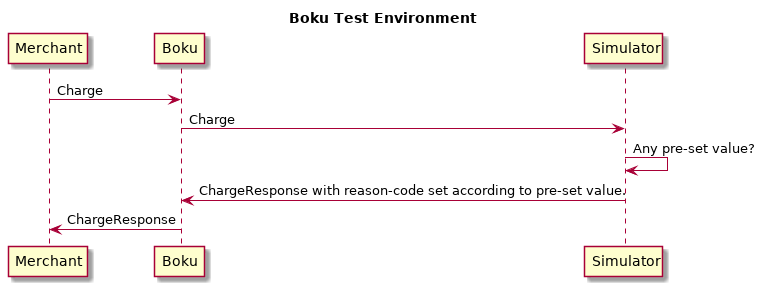 Boku Test Environment
Merchant Boku Simulator
Charge
Charge
Any pre-set value?
ChargeResponse with reason-code set according to pre-set value.
ChargeResponse
Merchant Boku Simulator